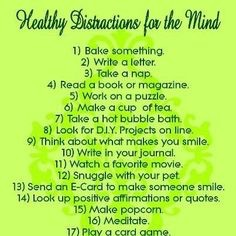 Healthy Distractions for the Mind
1) Bake something.
2) Write a letter.
3) Take a nap.
4) Read a book or magazine.
5) Work on a puzzle.
6) Make a cup of tea.
7) Take a hot bubble bath.
8) Look for D.I.Y. Projects on line.
9) Think about what makes you smile.
10) Write in your journal.
11) Watch a favorite movie.
12) Snuggle with your pet.
13) Send an E-Card to make someone smile.
14) Look up positive affirmations or quotes.
15) Make popcorn.
16) Meditate.
17) Play a card game.